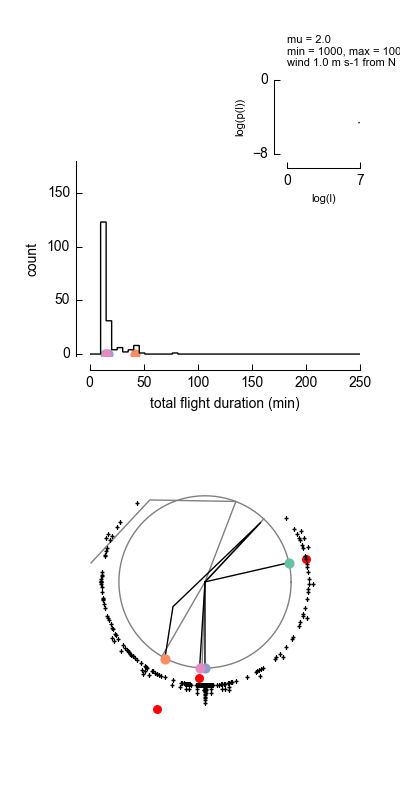 mu = 2.0
min = 1000, max = 100
wind 1.0 m s-1 from N
0
log(p(l))
−8
0
7
log(l)
150
100
50
0
count
0
50
100
150
200
250
total flight duration (min)